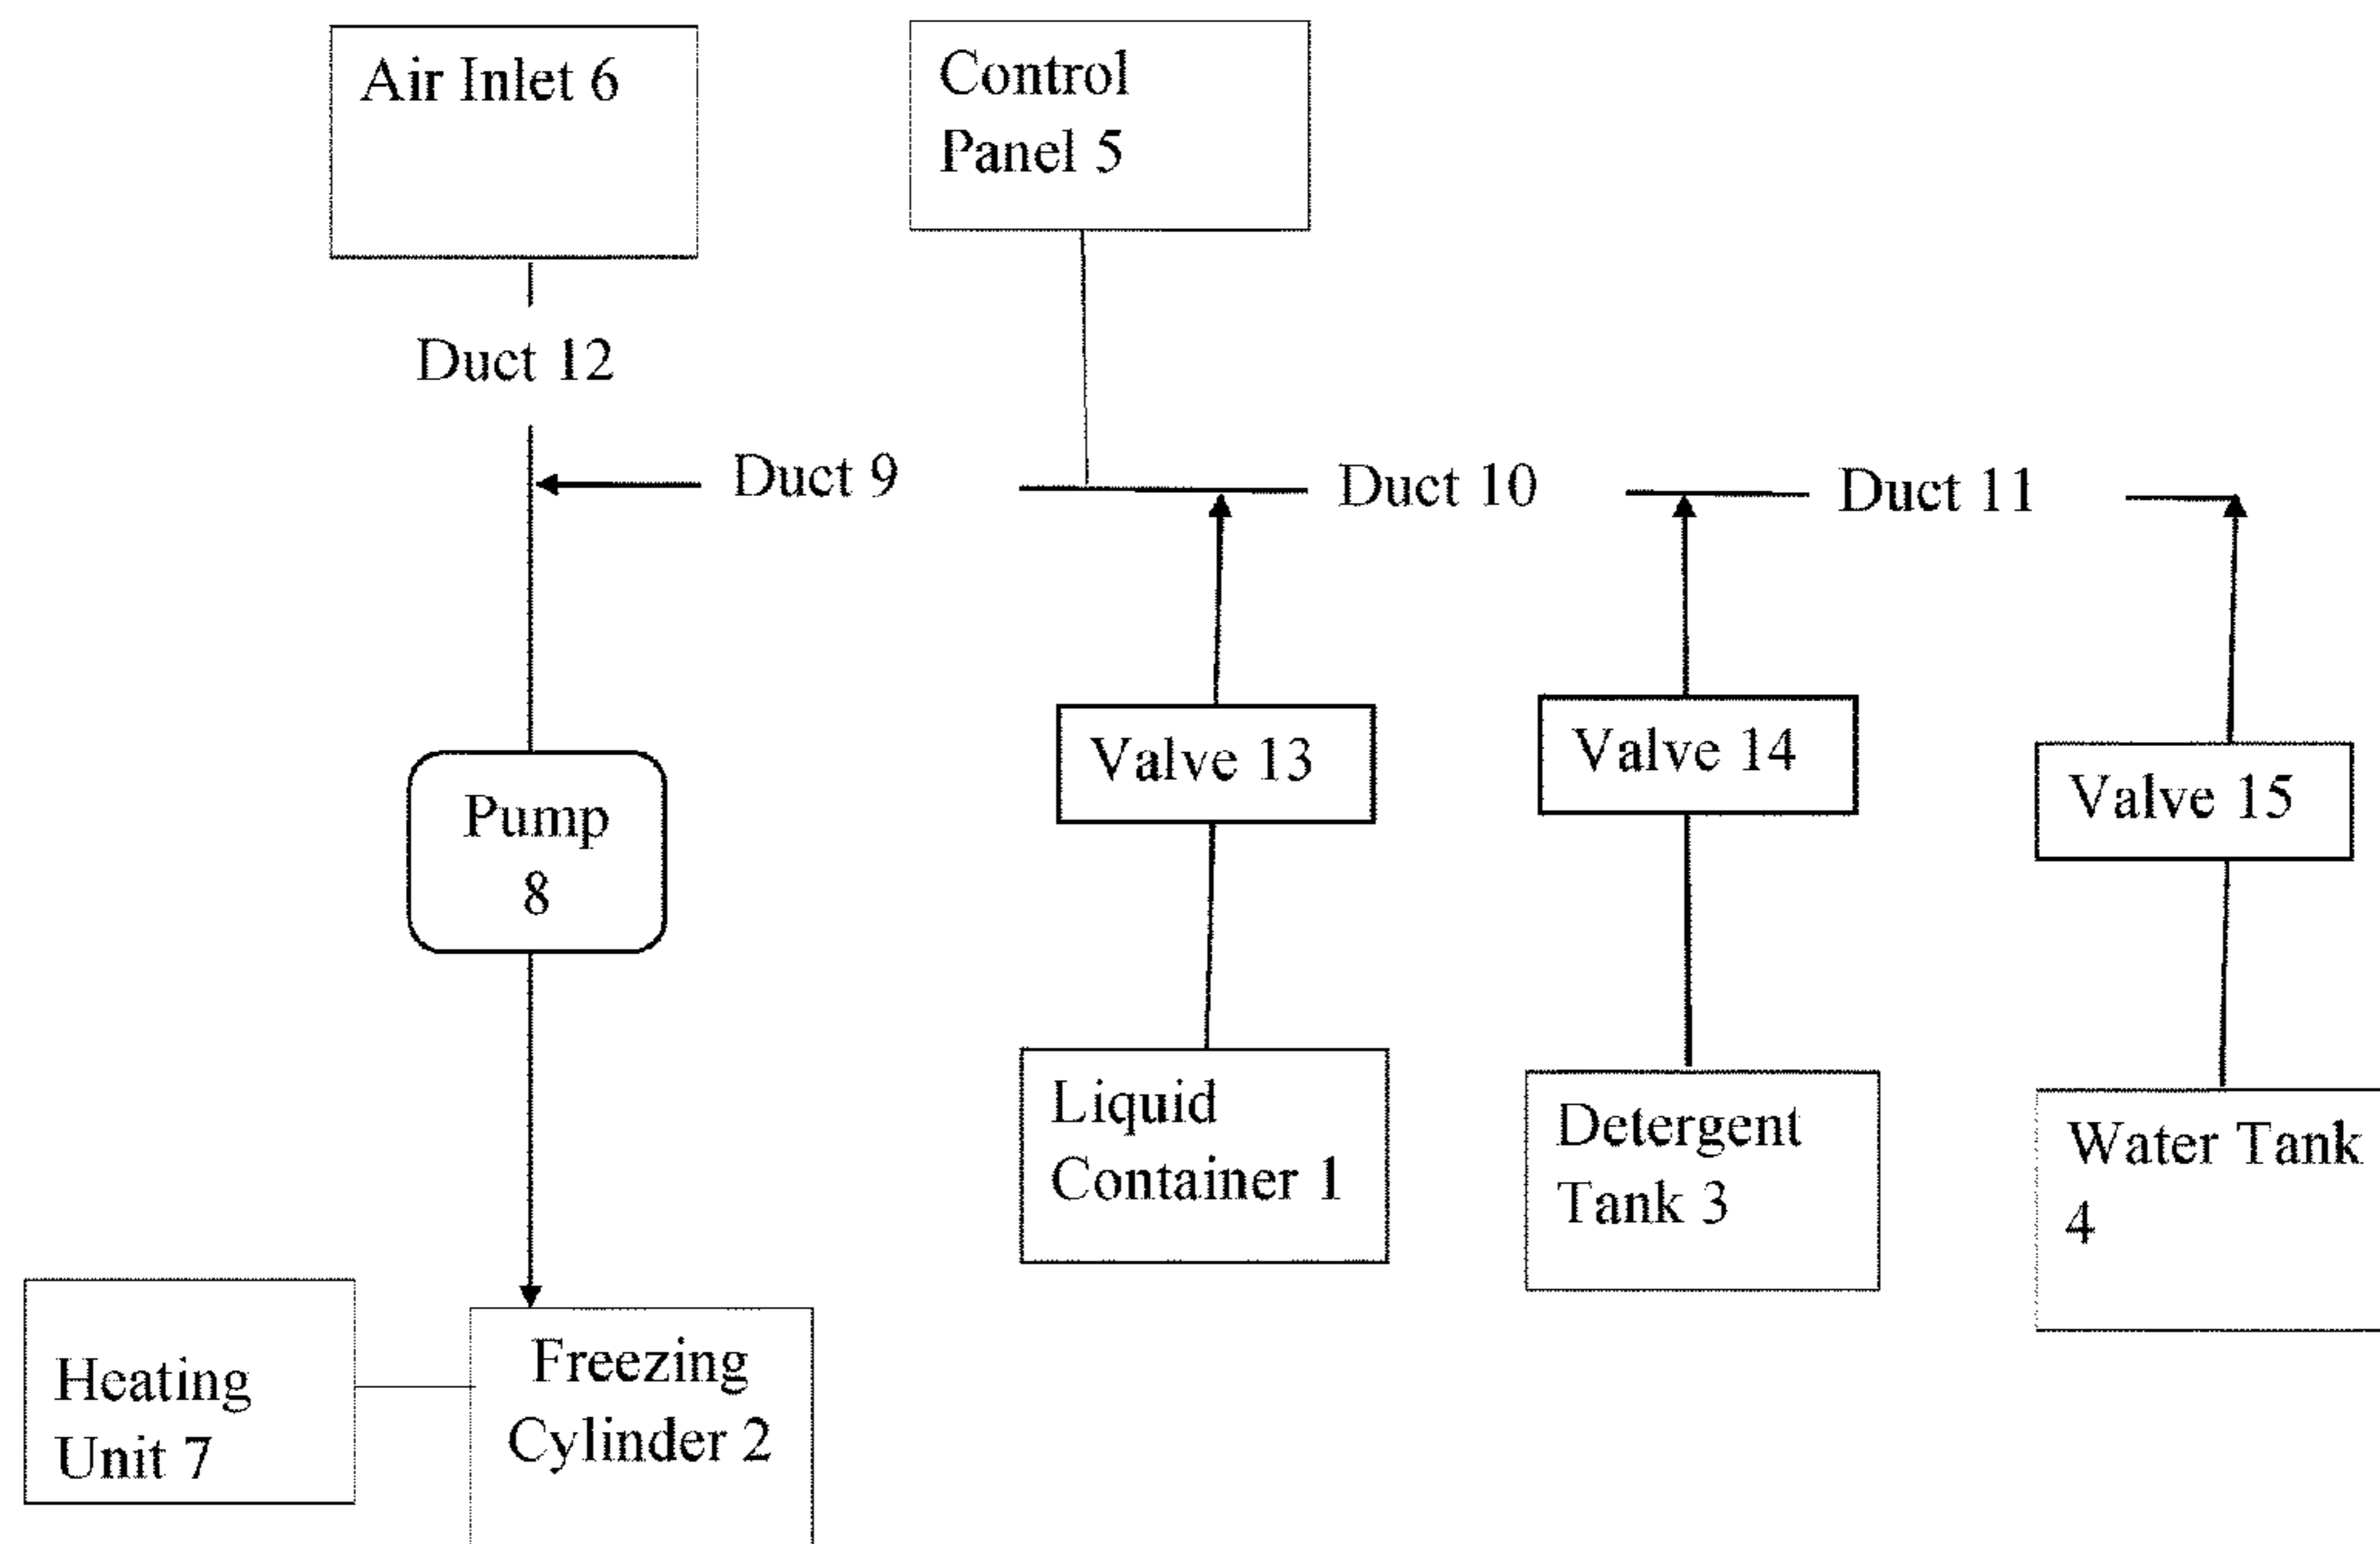 Air Inlet 6
Control
Panel 5
Duct 12
Duct 9
Duct 10
Duct 11
Pump
8
Valve 13
Valve 14
Valve 15
Liquid
Container 1
Detergent
Tank 3
Water Tank
4
Heating
Unit 7
Freezing
Cylinder 2